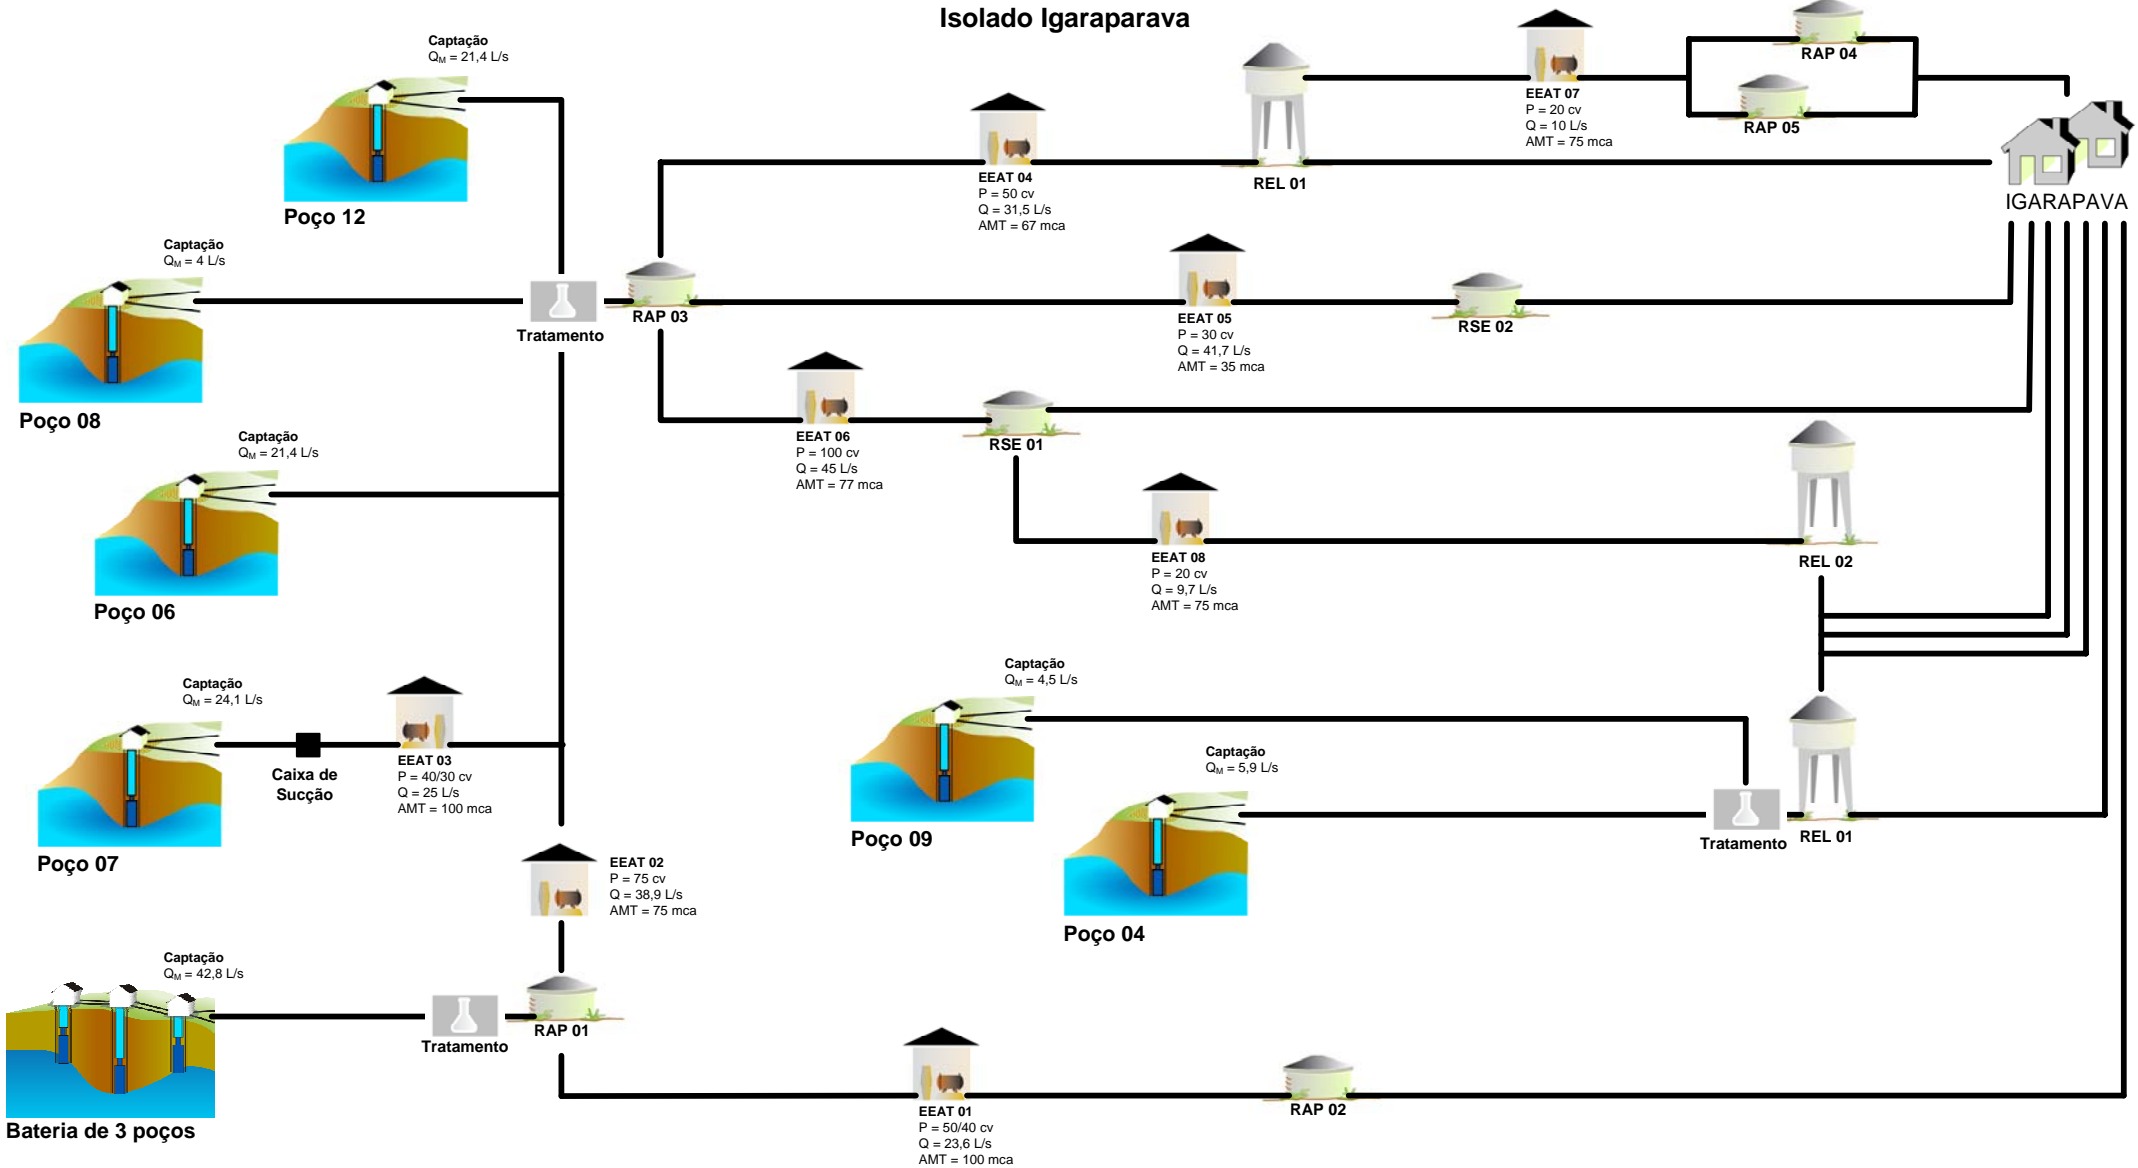 Isolado Igaraparava
Captação
QM = 21,4 L/s
Poço 12
Captação
QM = 4 L/s
Poço 08
Captação
QM = 21,4 L/s
Poço 06
Captação
QM = 24,1 L/s
Poço 07
Caixa de
Sucção
EEAT 03
P = 40/30 cv
Q = 25 L/s
AMT = 100 mca
Captação
QM = 42,8 L/s
Bateria de 3 poços
Tratamento
RAP 01
EEAT 02
P = 75 cv
Q = 38,9 L/s
AMT = 75 mca
EEAT 01
P = 50/40 cv
Q = 23,6 L/s
AMT = 100 mca
RAP 02
Tratamento
RAP 03
EEAT 04
P = 50 cv
Q = 31,5 L/s
AMT = 67 mca
REL 01
EEAT 07
P = 20 cv
Q = 10 L/s
AMT = 75 mca
RAP 04
RAP 05
IGARAPAVA
EEAT 05
P = 30 cv
Q = 41,7 L/s
AMT = 35 mca
RSE 02
EEAT 06
P = 100 cv
Q = 45 L/s
AMT = 77 mca
RSE 01
EEAT 08
P = 20 cv
Q = 9,7 L/s
AMT = 75 mca
REL 02
Captação
QM = 4,5 L/s
Poço 09
Captação
QM = 5,9 L/s
Poço 04
Tratamento
REL 01